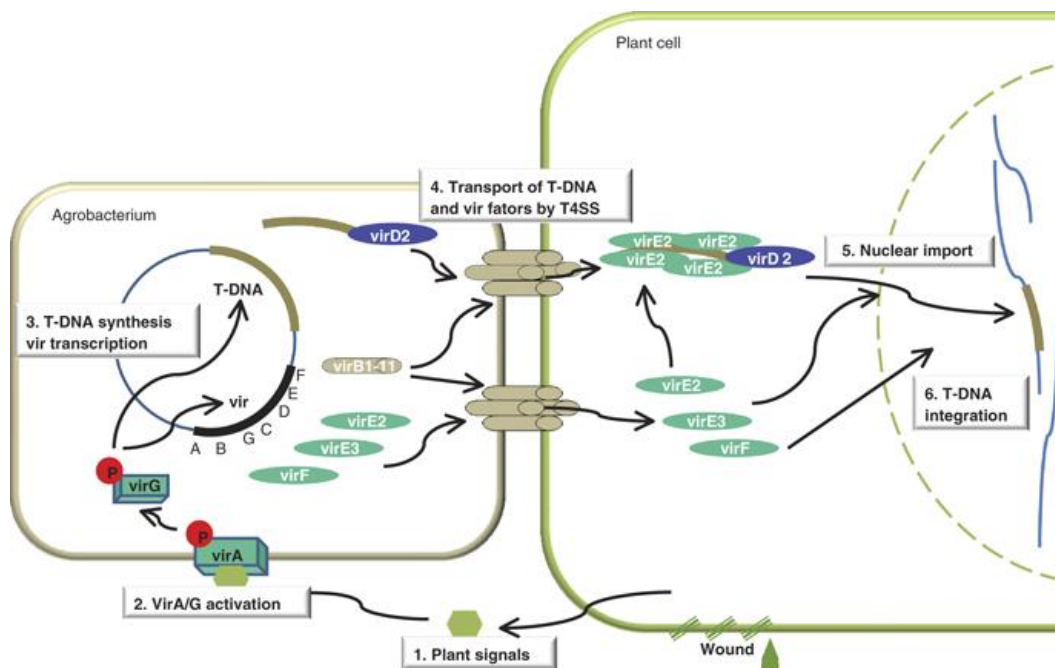 Plant cell
Agrobacterium
4. Transport of T-DNA
and vir fators by T4SS
virD2
virE2 virE2
virE2 virD 2
virE2
5. Nuclear import
T-DNA
3. T-DNA synthesis
vir transcription
virB1-11
F
E
D
C
G
B
A
vir
virE2
virE3
virF
virE2
virE3
virF
6. T-DNA
integration
P
virG
P
virA
2. VirA/G activation
1. Plant signals
Wound